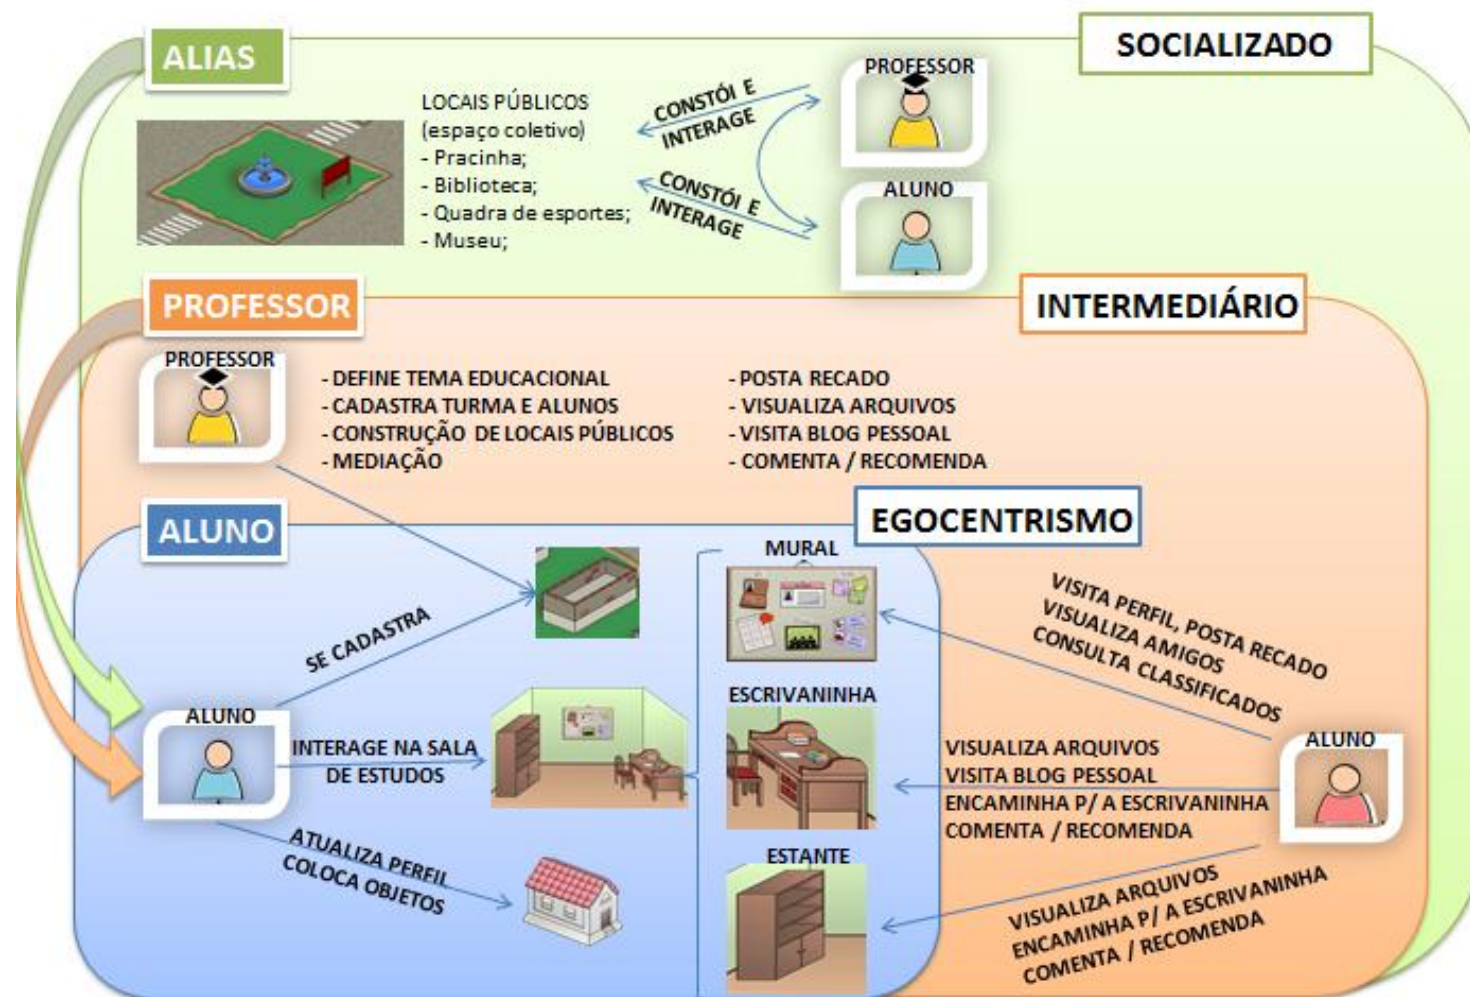 ALIAS
SOCIALIZADO
LOCAIS PÚBLICOS
(espaço coletivo)
- Pracinha;
- Biblioteca;
- Quadra de esportes;
- Museu;
CONSTÓI E
INTERAGE
CONSTÓI E
INTERAGE
PROFESSOR
ALUNO
PROFESSOR
INTERMEDIÁRIO
PROFESSOR
- DEFINE TEMA EDUCACIONAL
- CADASTRA TURMA E ALUNOS
- CONSTRUÇÃO DE LOCAIS PÚBLICOS
- MEDIAÇÃO
- POSTA RECADO
- VISUALIZA ARQUIVOS
- VISITA BLOG PESSOAL
- COMENTA / RECOMENDA
ALUNO
EGOCENTRISMO
SE CADASTRA
ALUNO
INTERAGE NA SALA
DE ESTUDOS
ATUALIZA PERFIL
COLOCA OBJETOS
MURAL
ESCRIVANINHA
ESTANTE
VISITA PERFIL, POSTA RECADO
VISUALIZA AMIGOS
CONSULTA CLASSIFICADOS
ALUNO
VISUALIZA ARQUIVOS
VISITA BLOG PESSOAL
ENCAMINHA P/ A ESCRIVANINHA
COMENTA / RECOMENDA
VISUALIZA ARQUIVOS
ENCAMINHA P/ A ESCRIVANINHA
COMENTA / RECOMENDA